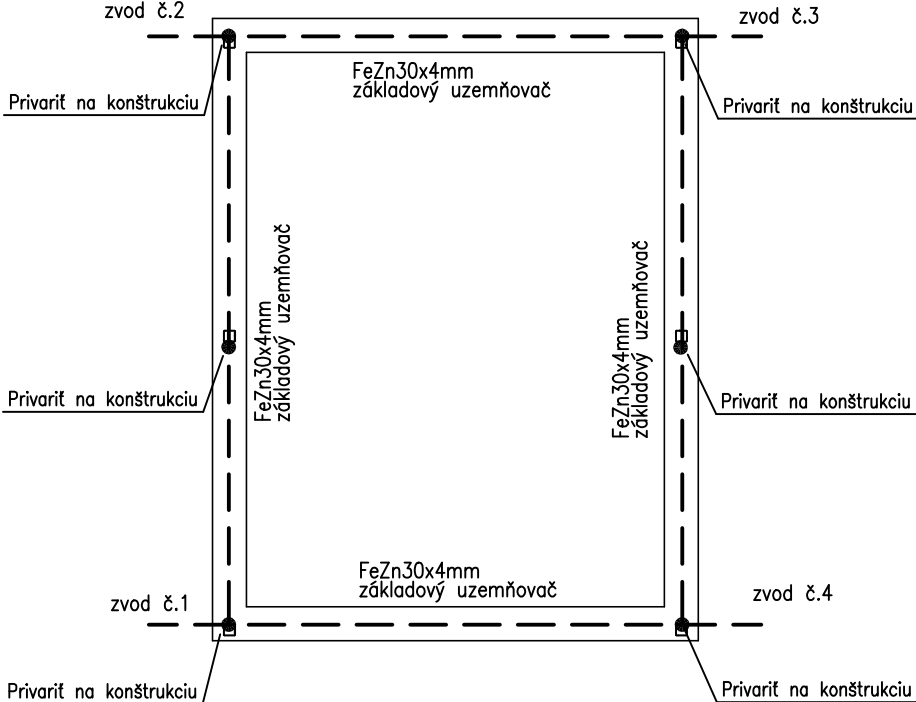 zvod č.2
zvod č.3
FeZn30x4mm
základový uzemňovač
Privariť na konštrukciu
Privariť na konštrukciu
FeZn30x4mm
základový uzemňovač
FeZn30x4mm
základový uzemňovač
Privariť na konštrukciu
Privariť na konštrukciu
FeZn30x4mm
základový uzemňovač
zvod č.1
zvod č.4
Privariť na konštrukciu
Privariť na konštrukciu